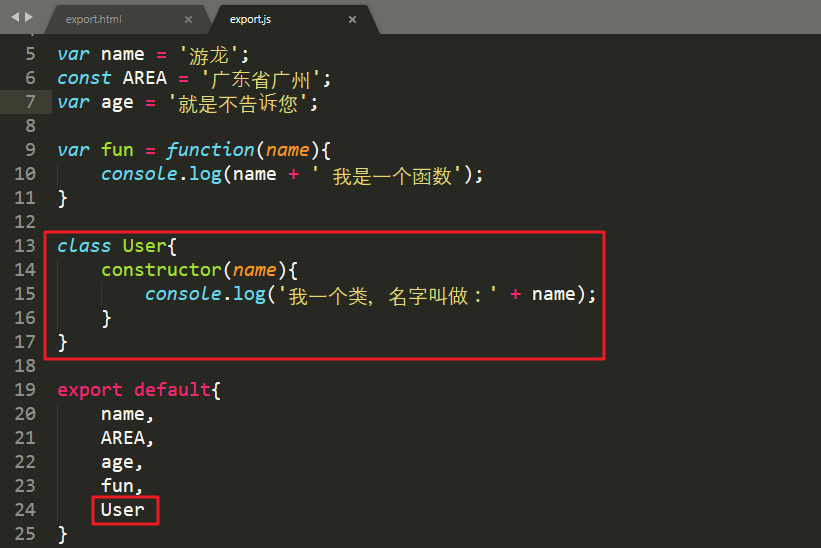 export.html × export.js ×
5 var name = '游龙';
6 const AREA = '广东省广州';
7 var age = '就是不告诉您';
8
9 var fun = function(name){
10 console.log(name + ' 我是一个函数');
11 }
12
13 class User{
14 constructor(name){
15 console.log('我一个类，名字叫做：' + name);
16 }
17 }
18
19 export default{
20 name,
21 AREA,
22 age,
23 fun,
24 User
25 }